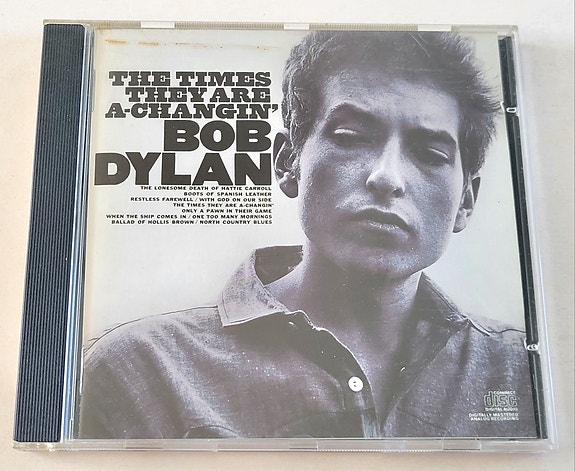 THE TIMES
THEY ARE
A-CHANGIN'
BOB
DYLAN
THE LONESOME DEATH OF HATTIE CARROLL
BOOTS OF SPANISH LEATHER
RESTLESS FAREWELL / WITH GOD ON OUR SIDE
THE TIMES THEY ARE A-CHANGIN'
ONLY A PAWN IN THEIR GAME
WHEN THE SHIP COMES IN / ONE TOO MANY MORNINGS
BALLAD OF HOLLIS BROWN / NORTH COUNTRY BLUES
COMPACT
disc
DIGITAL AUDIO
DIGITALLY MASTERED
ANALOG RECORDING